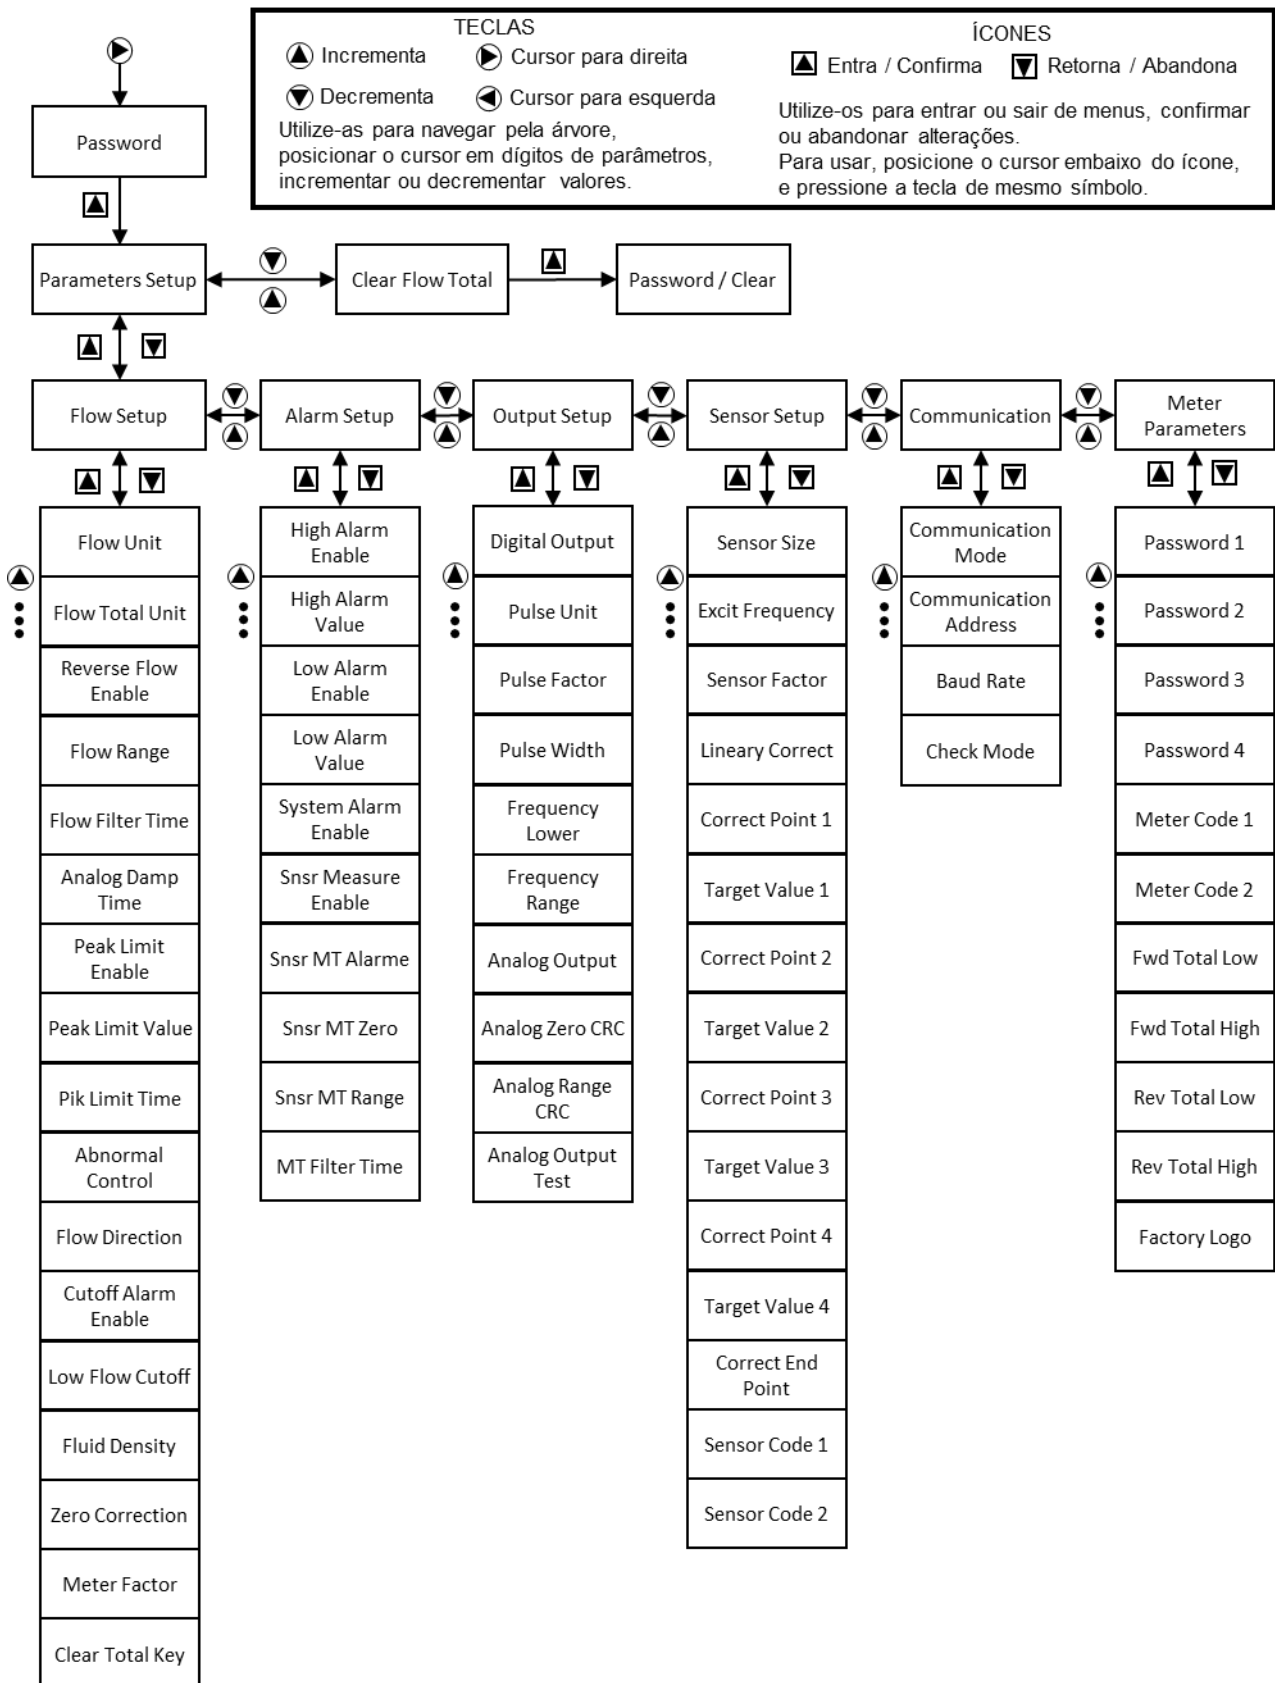 TECLAS
Incrementa
Cursor para direita
Decrementa
Cursor para esquerda
Utilize-as para navegar pela árvore,
posicionar o cursor em dígitos de parâmetros,
incrementar ou decrementar valores.
ÍCONES
Entra / Confirma
Retorna / Abandona
Utilize-os para entrar ou sair de menus, confirmar
ou abandonar alterações.
Para usar, posicione o cursor embaixo do ícone,
e pressione a tecla de mesmo símbolo.
Password
Parameters Setup
Clear Flow Total
Password / Clear
Flow Setup
Alarm Setup
Output Setup
Sensor Setup
Communication
Meter
Parameters
Flow Unit
Flow Total Unit
Reverse Flow
Enable
Flow Range
Flow Filter Time
Analog Damp
Time
Peak Limit
Enable
Peak Limit Value
Pik Limit Time
Abnormal
Control
Flow Direction
Cutoff Alarm
Enable
Low Flow Cutoff
Fluid Density
Zero Correction
Meter Factor
Clear Total Key
High Alarm
Enable
High Alarm
Value
Low Alarm
Enable
Low Alarm
Value
System Alarm
Enable
Snsr Measure
Enable
Snsr MT Alarme
Snsr MT Zero
Snsr MT Range
MT Filter Time
Digital Output
Pulse Unit
Pulse Factor
Pulse Width
Frequency
Lower
Frequency
Range
Analog Output
Analog Zero CRC
Analog Range
CRC
Analog Output
Test
Sensor Size
Excit Frequency
Sensor Factor
Lineary Correct
Correct Point 1
Target Value 1
Correct Point 2
Target Value 2
Correct Point 3
Target Value 3
Correct Point 4
Target Value 4
Correct End
Point
Sensor Code 1
Sensor Code 2
Communication
Mode
Communication
Address
Baud Rate
Check Mode
Password 1
Password 2
Password 3
Password 4
Meter Code 1
Meter Code 2
Fwd Total Low
Fwd Total High
Rev Total Low
Rev Total High
Factory Logo